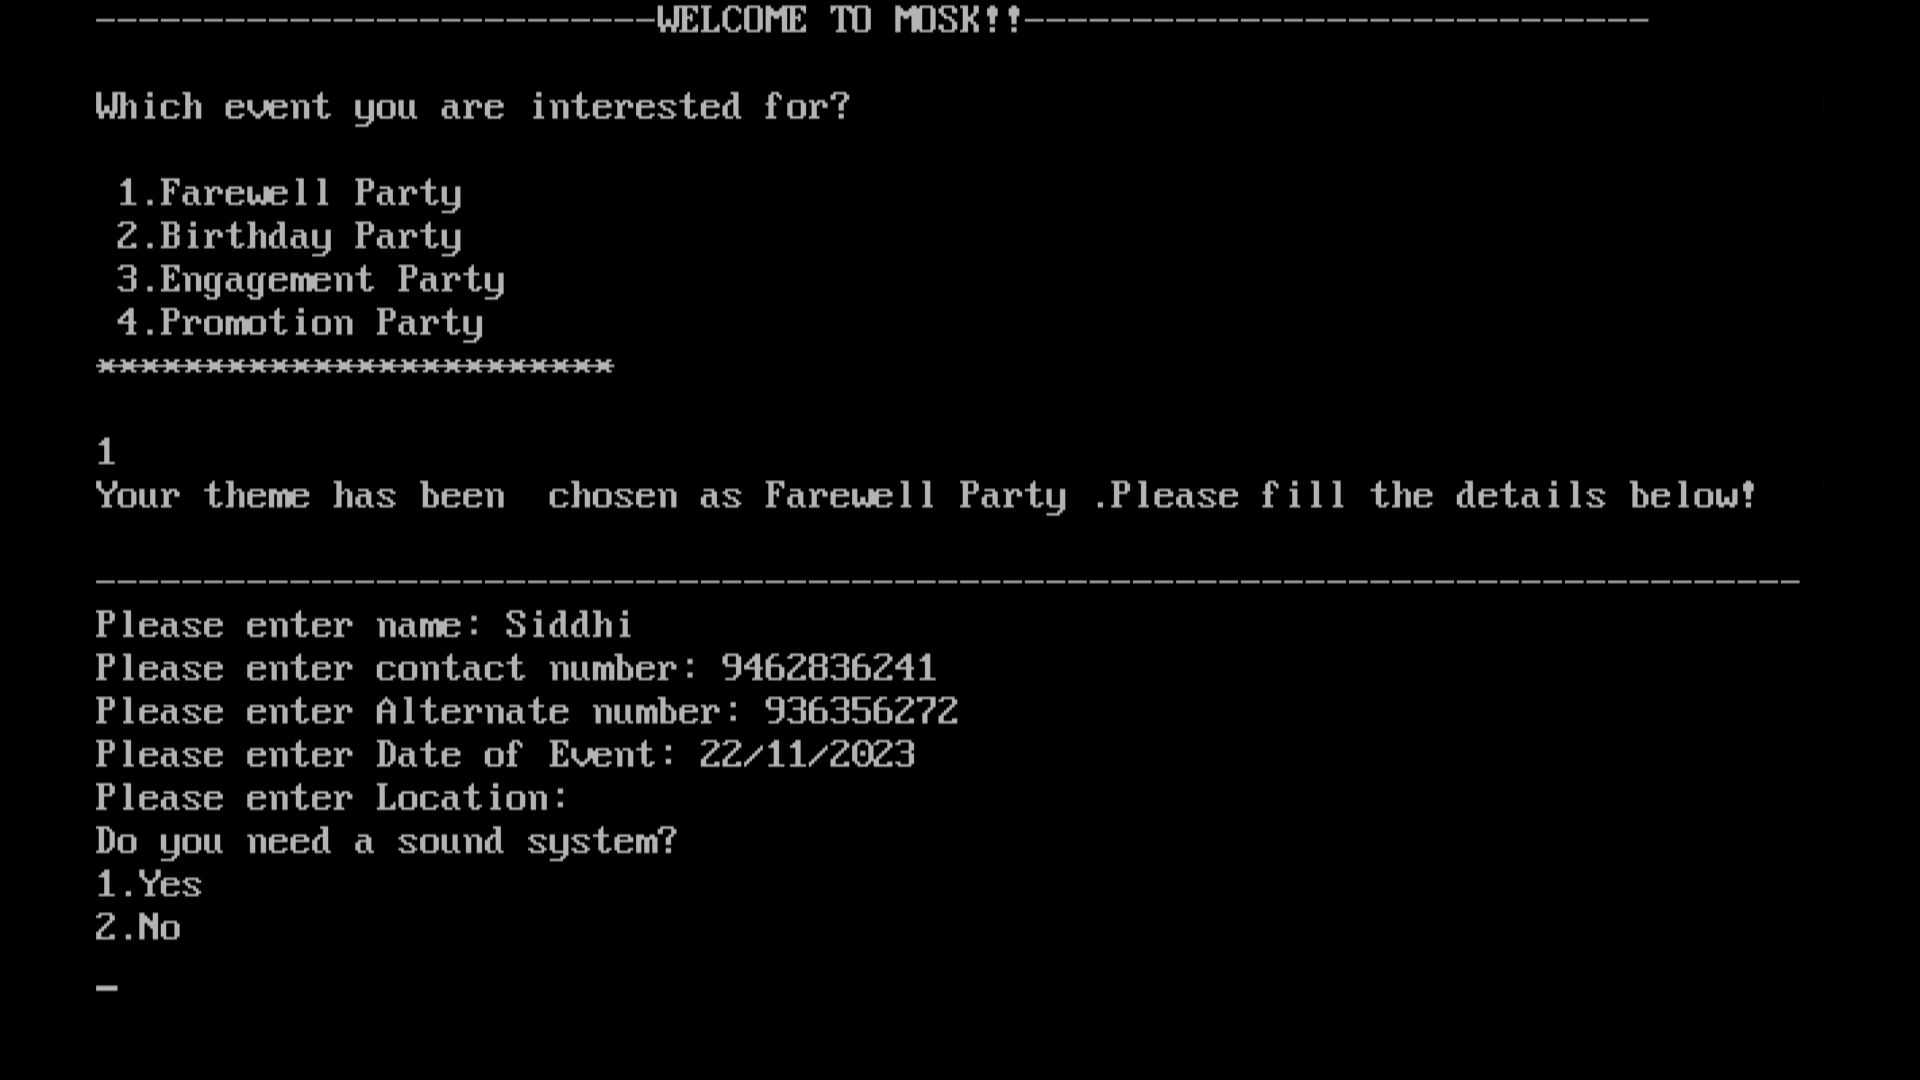 --------------------------WELCOME TO MOSK!!-----------------------------
Which event you are interested for?
1.Farewell Party
2.Birthday Party
3.Engagement Party
4.Promotion Party
************************
1
Your theme has been  chosen as Farewell Party .Please fill the details below!
-------------------------------------------------------------------------------
Please enter name: Siddhi
Please enter contact number: 9462836241
Please enter Alternate number: 936356272
Please enter Date of Event: 22/11/2023
Please enter Location:
Do you need a sound system?
1.Yes
2.No
_